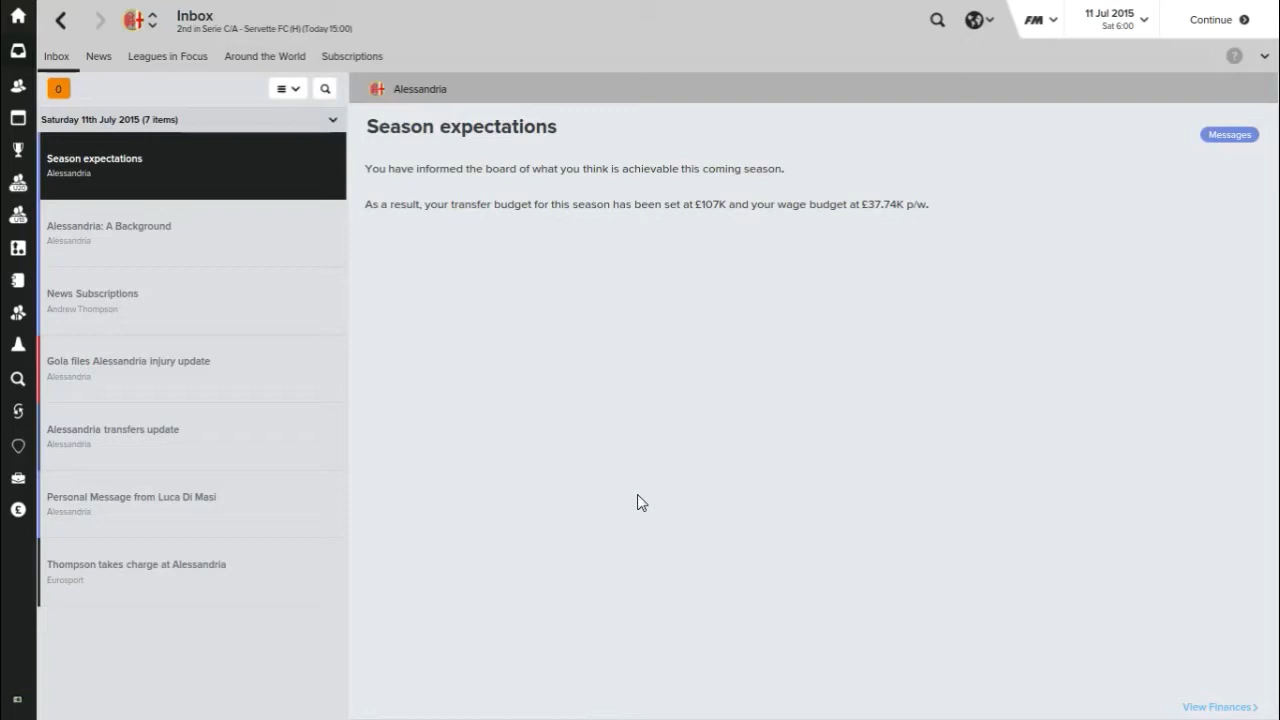 Inbox
2nd in Serie C/A - Servette FC (H) (Today 15:00)
FM
11 Jul 2015
Sat 6:00
Continue
Inbox
News
Leagues in Focus
Around the World
Subscriptions
?
0
Alessandria
Saturday 11th July 2015 (7 items)
Season expectations
Alessandria
Alessandria: A Background
Alessandria
News Subscriptions
Andrew Thompson
Gola files Alessandria injury update
Alessandria
Alessandria transfers update
Alessandria
Personal Message from Luca Di Masi
Alessandria
Thompson takes charge at Alessandria
Eurosport
Season expectations
Messages
You have informed the board of what you think is achievable this coming season.
As a result, your transfer budget for this season has been set at £107K and your wage budget at £37.74K p/w.
View Finances >